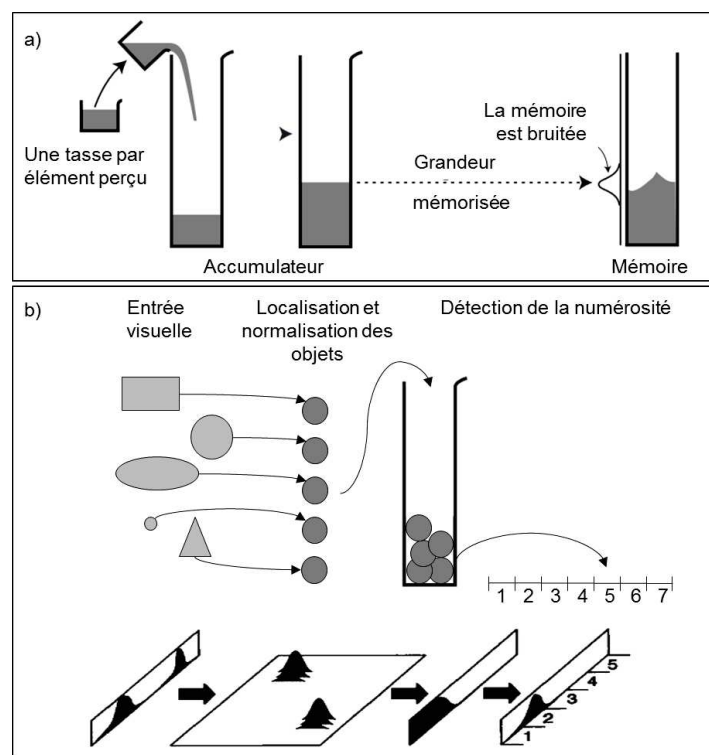 a)
Une tasse par
élément perçu
La mémoire
est bruitée
Grandeur
mémorisée
Accumulateur
Mémoire
b)
Entrée
visuelle
Localisation et
normalisation des
objets
Détection de la numérosité
1 2 3 4 5 6 7
5
4
3
2
1